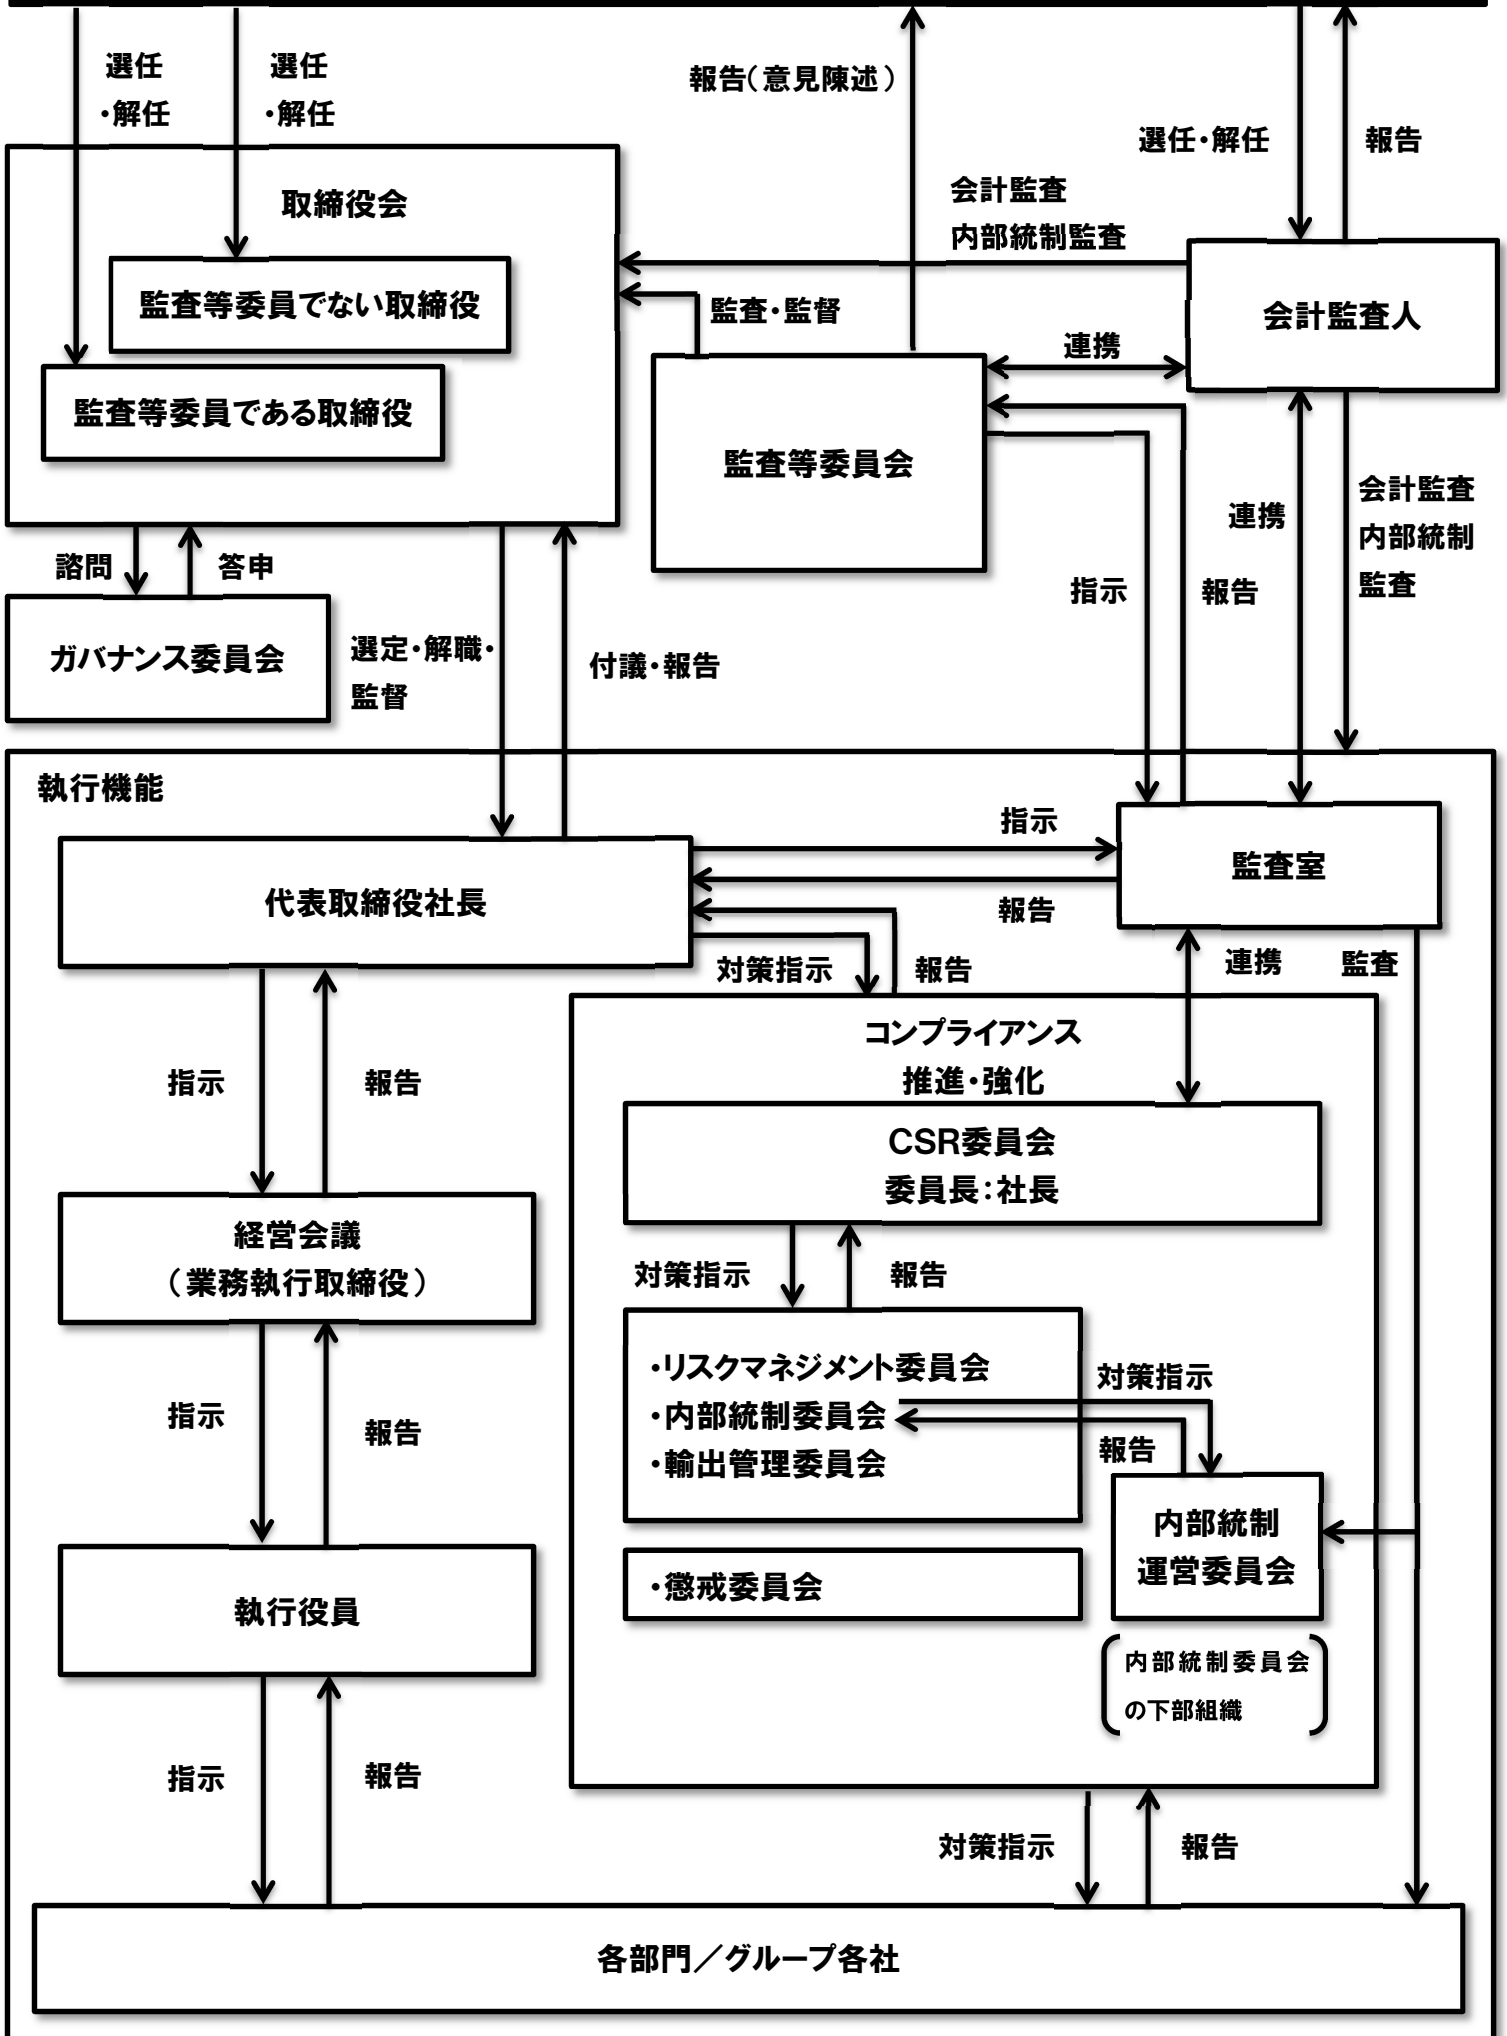 選任
・解任
選任
・解任
報告（意見陳述）
選任・解任
報告
取締役会
会計監査
内部統制監査
監査等委員でない取締役
監査・監督
会計監査人
連携
監査等委員である取締役
監査等委員会
連携
会計監査
内部統制
監査
諮問
答申
指示
報告
ガバナンス委員会
選定・解職・
監督
付議・報告
執行機能
指示
監査室
代表取締役社長
報告
対策指示
報告
連携
監査
コンプライアンス
推進・強化
指示
報告
CSR委員会
委員長：社長
経営会議
（業務執行取締役）
対策指示
報告
・リスクマネジメント委員会
・内部統制委員会
・輸出管理委員会
対策指示
報告
指示
報告
内部統制
運営委員会
・懲戒委員会
執行役員
内部統制委員会
の下部組織
指示
報告
対策指示
報告
各部門／グループ各社